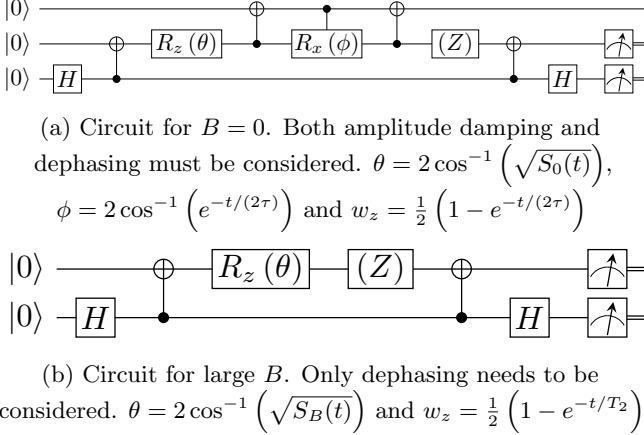 |0⟩
|0⟩ R_z (θ) R_x (ϕ) (Z)
|0⟩ H H
(a) Circuit for B = 0. Both amplitude damping and
dephasing must be considered. θ = 2 cos⁻¹ (√S₀(t)),
ϕ = 2 cos⁻¹ (e^{-t/(2τ)}) and w_z = ½ (1 − e^{-t/(2τ)})
|0⟩ R_z (θ) (Z)
|0⟩ H H
(b) Circuit for large B. Only dephasing needs to be
considered. θ = 2 cos⁻¹ (√S_B(t)) and w_z = ½ (1 − e^{-t/T₂})